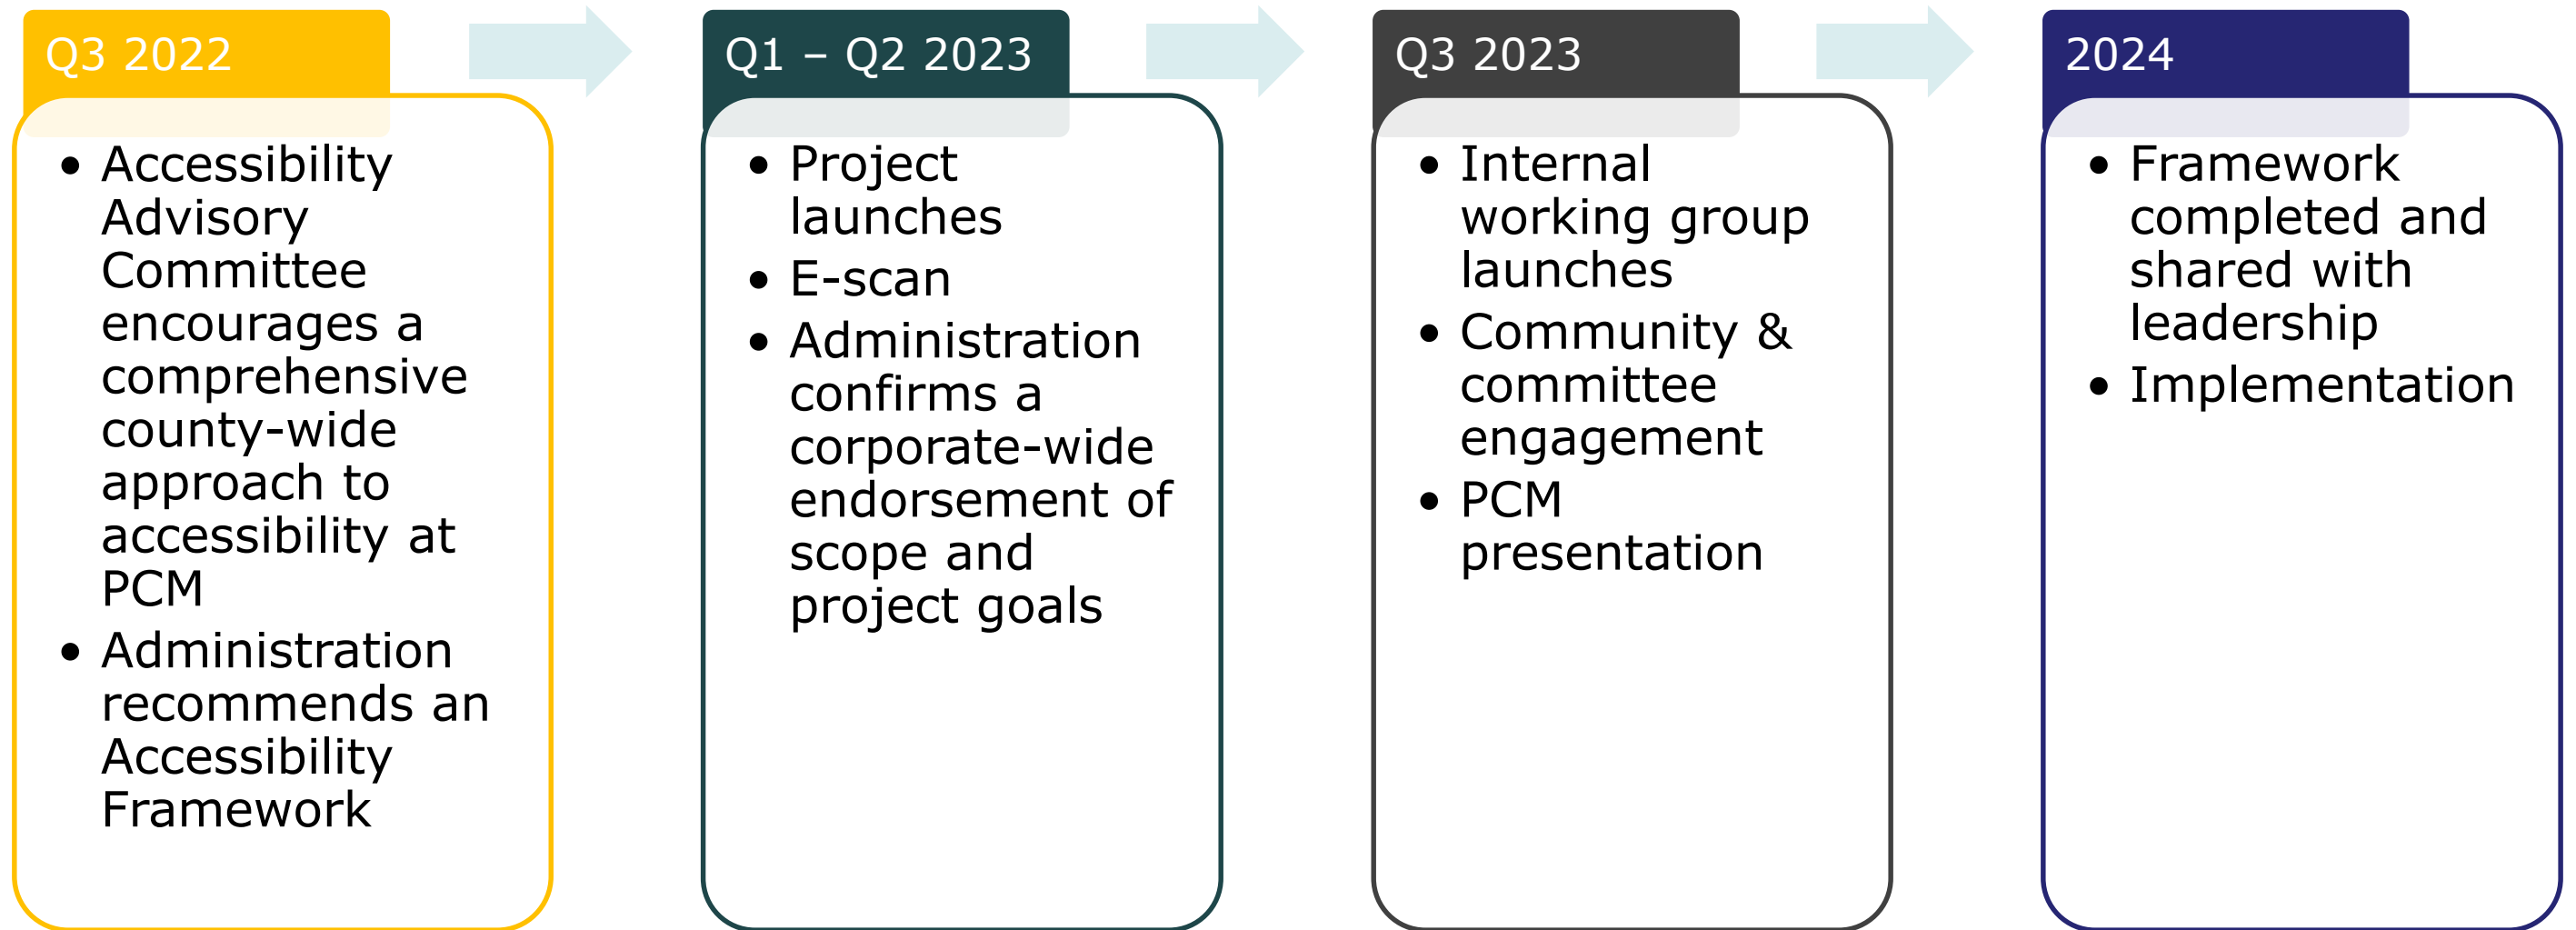 Q3 2022
• Accessibility
Advisory
Committee
encourages a
comprehensive
county-wide
approach to
accessibility at
PCM
• Administration
recommends an
Accessibility
Framework
Q1 – Q2 2023
• Project
launches
• E-scan
• Administration
confirms a
corporate-wide
endorsement of
scope and
project goals
Q3 2023
• Internal
working group
launches
• Community &
committee
engagement
• PCM
presentation
2024
• Framework
completed and
shared with
leadership
• Implementation